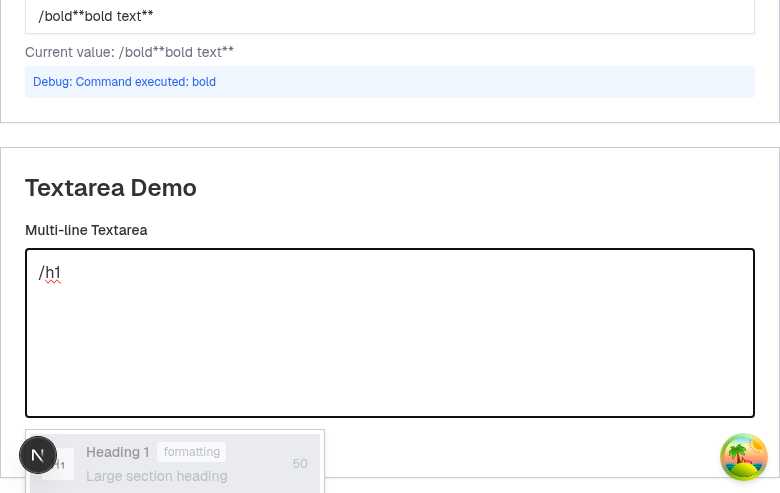 /bold**bold text**
Current value: /bold**bold text**
Debug: Command executed: bold
Textarea Demo
Multi-line Textarea
/h1
N
H1
Heading 1 formatting
Large section heading
50